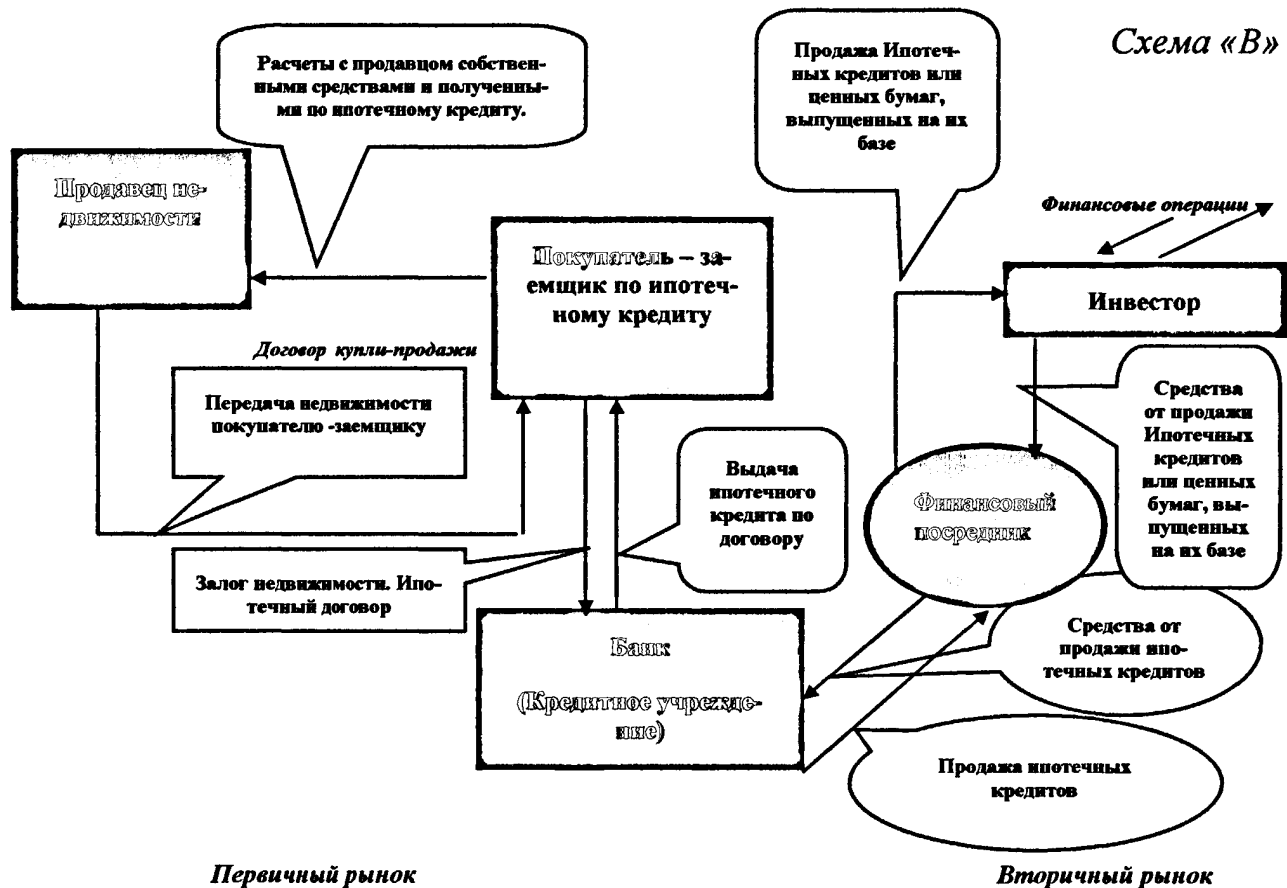 Схема «В»
Расчеты с продавцом собствен-
ными средствами и полученны-
ми по ипотечному кредиту.
Продажа Ипотеч-
ных кредитов или
ценных бумаг,
выпущенных на их
базе
Продавец не-
движимости
Финансовые операции
Покупатель – за-
емщик по ипотеч-
ному кредиту
Инвестор
Договор купли-продажи
Передача недвижимости
покупателю -заемщику
Средства
от продажи
Ипотечных
кредитов
или ценных
бумаг, вы-
пущенных
на их базе
Выдача
ипотечного
кредита по
договору
Финансовый
посредник
Залог недвижимости. Ипо-
течный договор
Средства от
продажи ипо-
течных кредитов
Банк
(Кредитное учрежде-
ние)
Продажа ипотечных
кредитов
Первичный рынок
Вторичный рынок